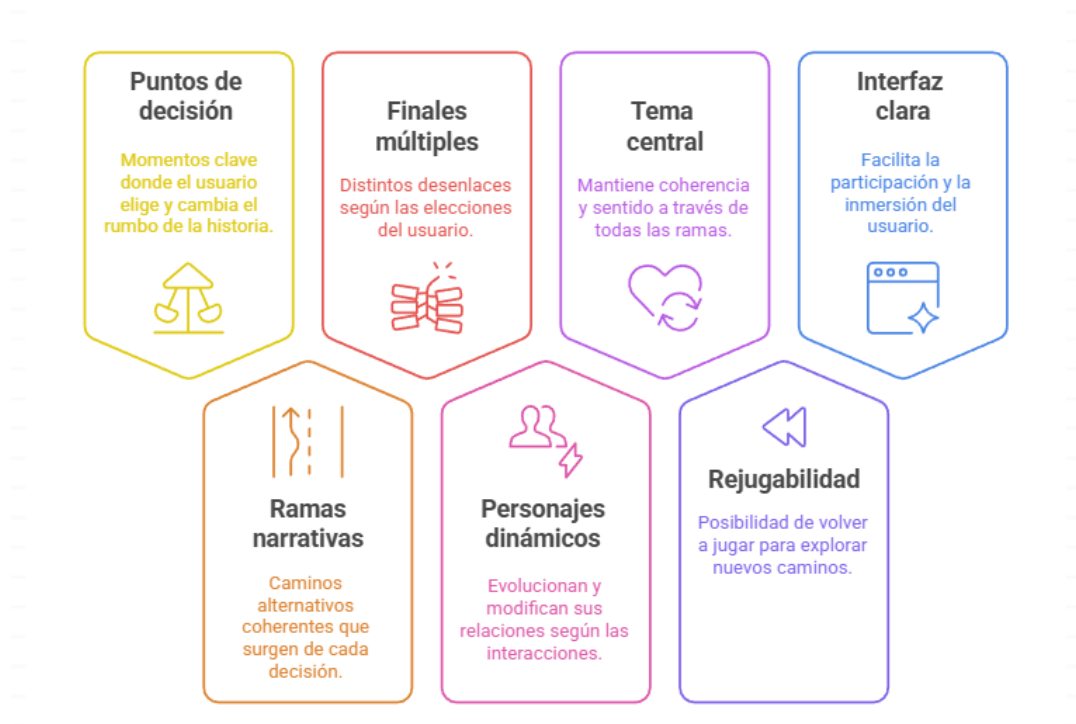 Puntos de
decisión
Momentos clave
donde el usuario
elige y cambia el
rumbo de la historia.
Finales
múltiples
Distintos desenlaces
según las elecciones
del usuario.
Tema
central
Mantiene coherencia
y sentido a través de
todas las ramas.
Interfaz
clara
Facilita la
participación y la
inmersión del
usuario.
Ramas
narrativas
Caminos
alternativos
coherentes que
surgen de cada
decisión.
Personajes
dinámicos
Evolucionan y
modifican sus
relaciones según las
interacciones.
Rejugabilidad
Posibilidad de volver
a jugar para explorar
nuevos caminos.